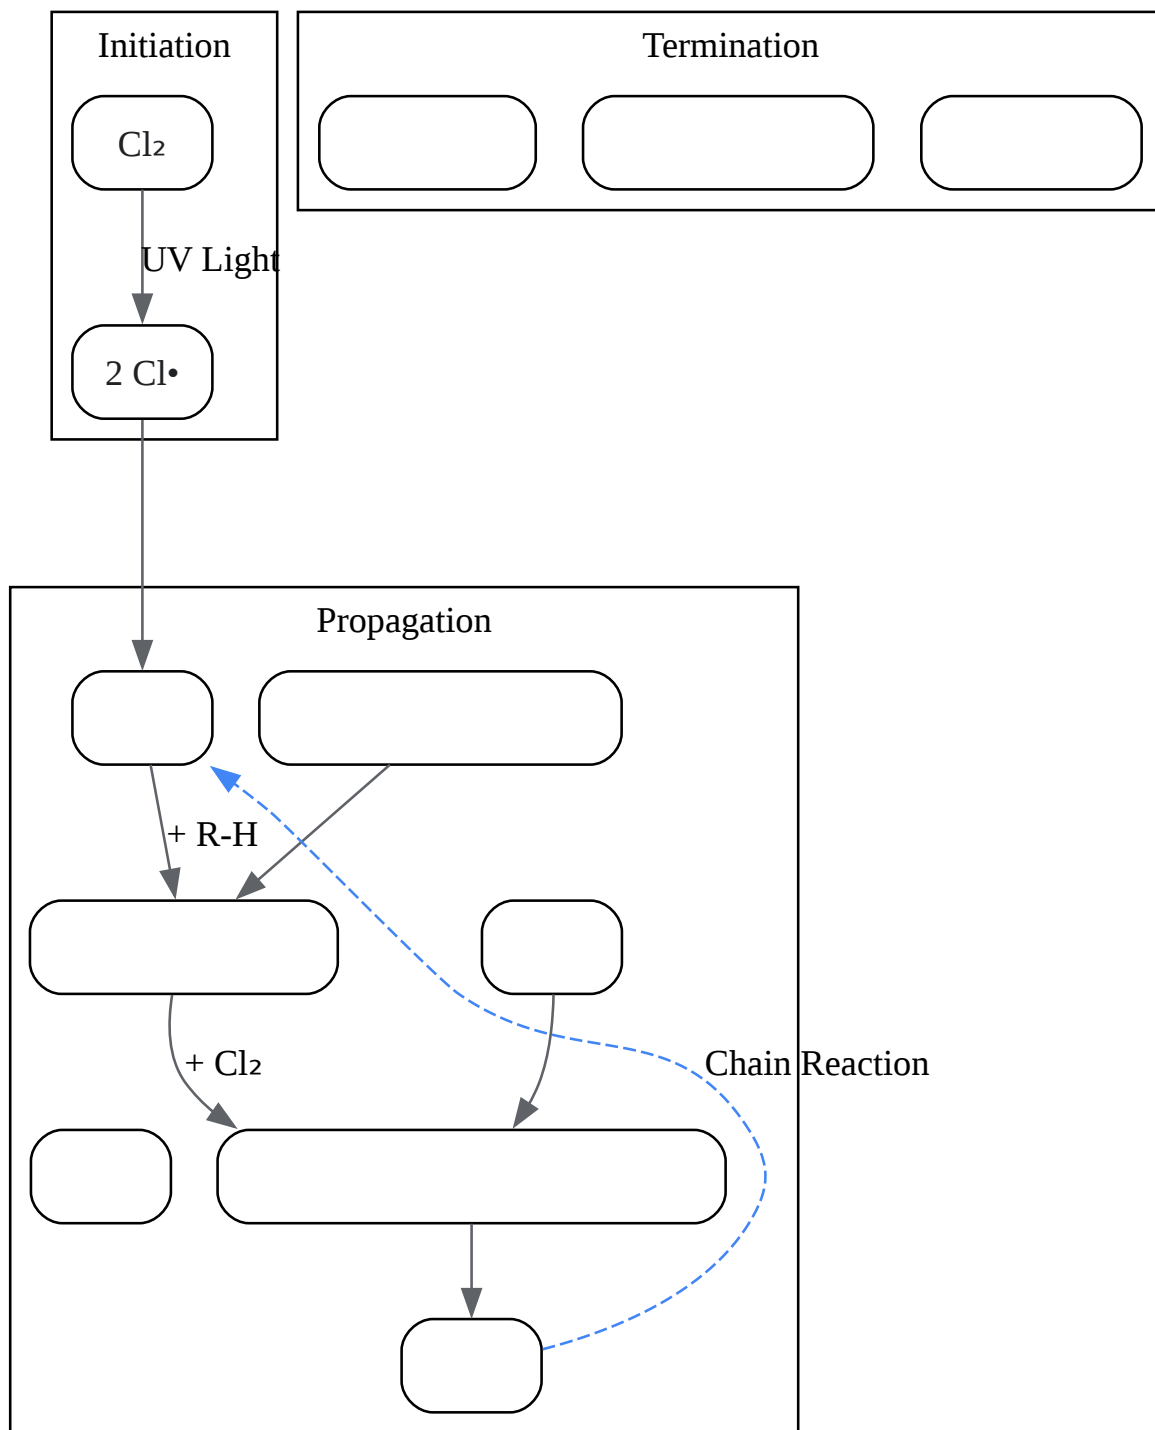 Initiation
Termination
Cl₂
UV Light
2 Cl•
Propagation
+ R-H
+ Cl₂
Chain Reaction